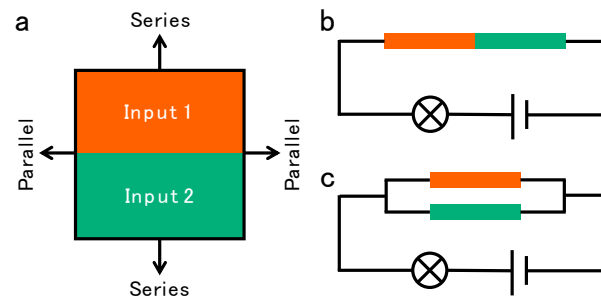 a
Series
Input 1
Parallel
Parallel
Input 2
Series
b
c